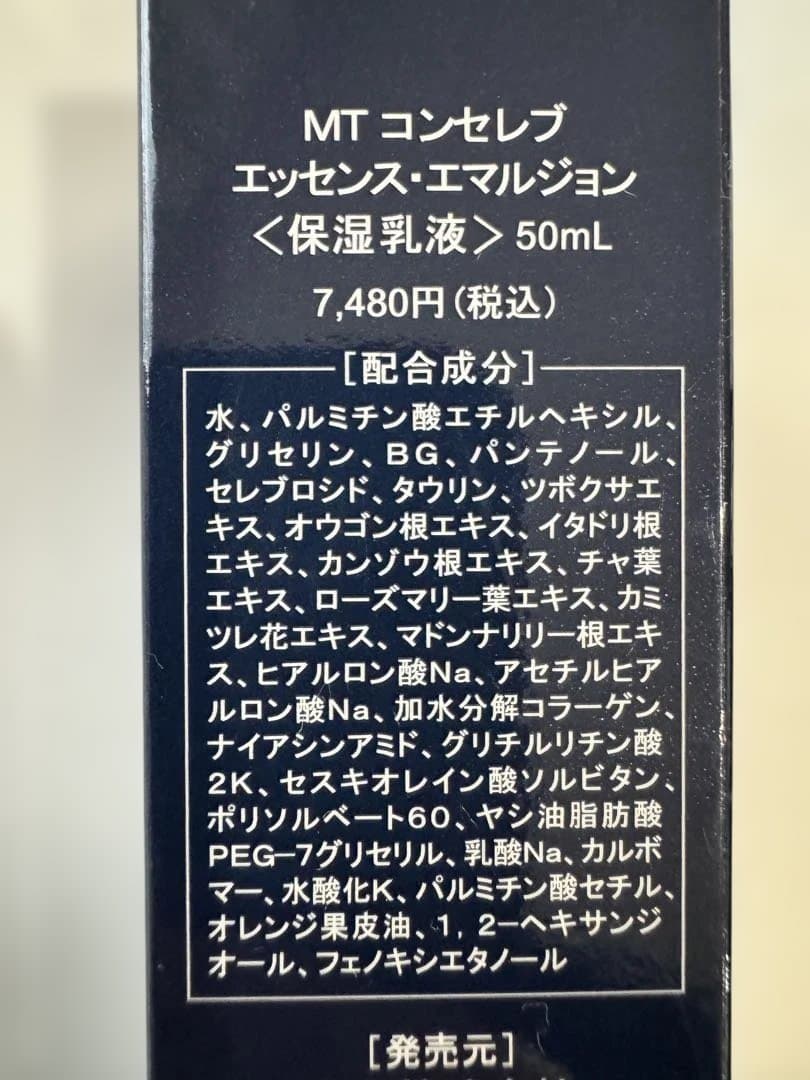 MT コンセレブ
エッセンス・エマルジョン
＜保湿乳液＞50mL
7,480円(税込)
[配合成分]
水、パルミチン酸エチルヘキシル、
グリセリン、BG、パンテノール、
セレブロシド、タウリン、ツボクサエ
キス、オウゴン根エキス、イタドリ根
エキス、カンゾウ根エキス、チャ葉
エキス、ローズマリー葉エキス、カミ
ツレ花エキス、マドンナリリー根エキ
ス、ヒアルロン酸Na、アセチルヒア
ルロン酸Na、加水分解コラーゲン、
ナイアシンアミド、グリチルリチン酸
2K、セスキオレイン酸ソルビタン、
ポリソルベート60、ヤシ油脂肪酸
PEG−7グリセリル、乳酸Na、カルボ
マー、水酸化K、パルミチン酸セチル、
オレンジ果皮油、1, 2−ヘキサンジ
オール、フェノキシエタノール
[発売元]